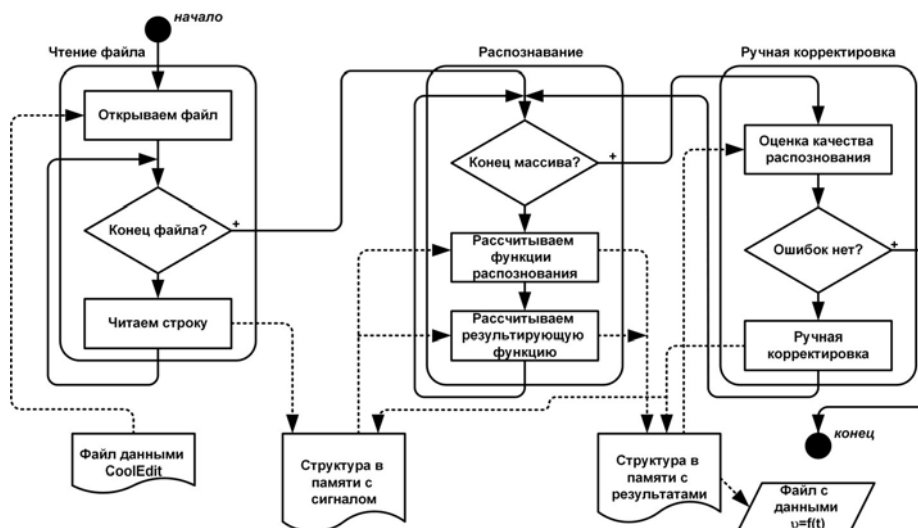 начало
Чтение файла
Открываем файл
Конец файла?
+
Читаем строку
Файл данными
CoolEdit
Структура в
памяти с
сигналом
Распознавание
Конец массива?
+
Рассчитываем
функции
распознования
Рассчитываем
результирующую
функцию
Структура в
памяти с
результатами
Ручная корректировка
Оценка качества
распознования
Ошибок нет?
+
Ручная
корректировка
конец
Файл с
данными
υ=f(t)